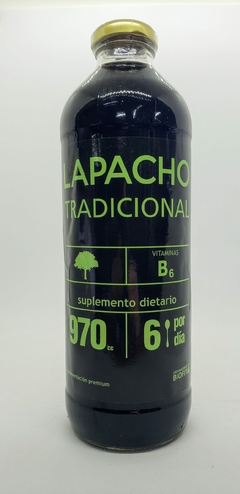 LAPACHO
TRADICIONAL
VITAMINAS
B6
suplemento dietario
970 cc
6 por
día